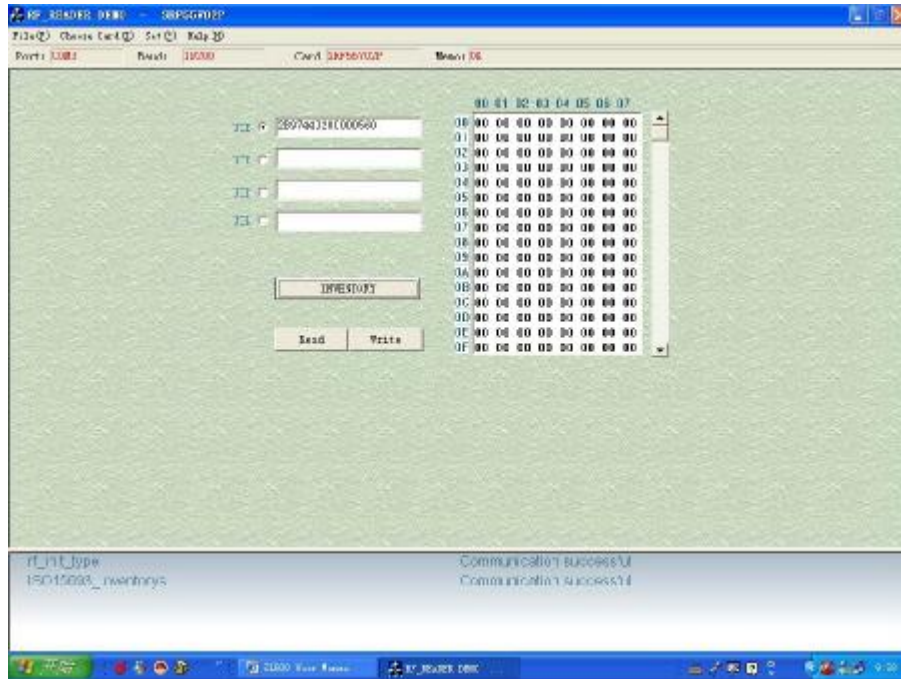 RF_READER DEMO -
File(F) Choose Card(C) Set(S) Help(H)
Port: COM1 Baud: 19200 Card: Memo: OK
00 01 02 03 04 05 06 07
UID
UID
UID
UID
00 00 00 00 00 00 00 00 00
01 00 00 00 00 00 00 00 00
02 00 00 00 00 00 00 00 00
03 00 00 00 00 00 00 00 00
04 00 00 00 00 00 00 00 00
05 00 00 00 00 00 00 00 00
06 00 00 00 00 00 00 00 00
07 00 00 00 00 00 00 00 00
08 00 00 00 00 00 00 00 00
09 00 00 00 00 00 00 00 00
0A 00 00 00 00 00 00 00 00
0B 00 00 00 00 00 00 00 00
0C 00 00 00 00 00 00 00 00
0D 00 00 00 00 00 00 00 00
0E 00 00 00 00 00 00 00 00
0F 00 00 00 00 00 00 00 00
INVENTORY
Read Write
rf_init_type Communication successful
ISO15693_Inventorys Communication successful
RF_READER DEMO